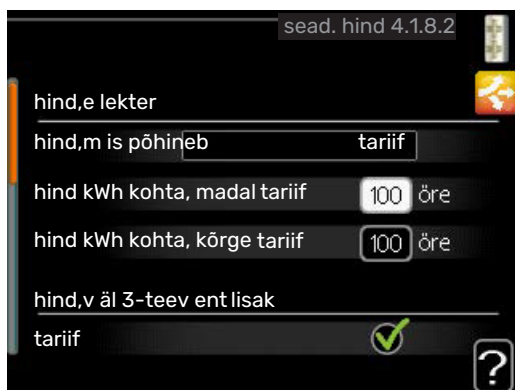 sead. hind 4.1.8.2
hind,e lekter
hind,m is põhineb tariif
hind kWh kohta, madal tariif 100 öre
hind kWh kohta, kõrge tariif 100 öre
hind,v äl 3-teev ent lisak
tariif
?